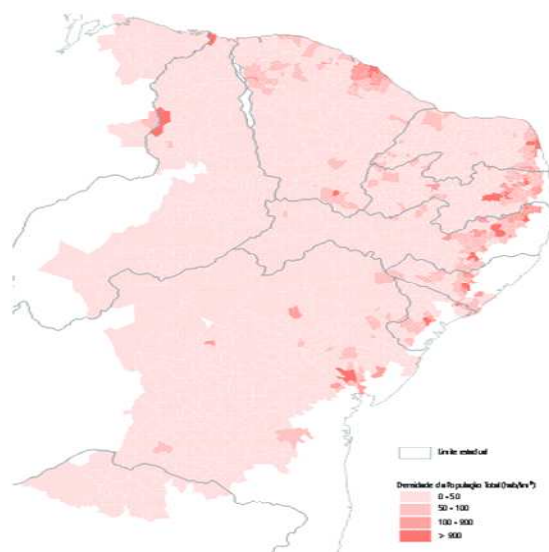 Limite estadual
Densidade da População Total (hab/km²)
0 - 50
50 - 100
100 - 900
> 900